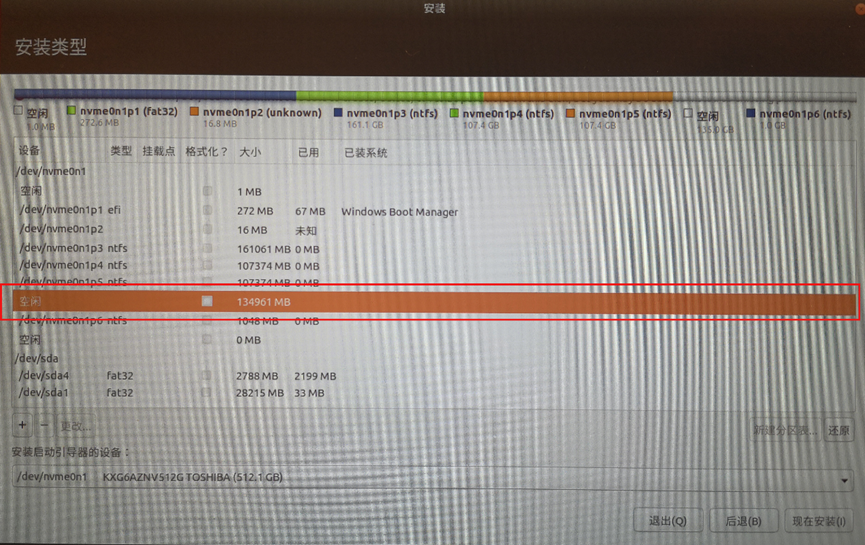 安装
安装类型
空闲 nvme0n1p1 (fat32) nvme0n1p2 (unknown) nvme0n1p3 (ntfs) nvme0n1p4 (ntfs) nvme0n1p5 (ntfs) 空闲 nvme0n1p6 (ntfs)
1.0 MB 272.6 MB 16.8 MB 161.1 GB 107.4 GB 107.4 GB 135.0 GB 1.0 GB
设备 类型 挂载点 格式化？ 大小 已用 已装系统
/dev/nvme0n1
空闲 1 MB
/dev/nvme0n1p1 efi 272 MB 67 MB Windows Boot Manager
/dev/nvme0n1p2 16 MB 未知
/dev/nvme0n1p3 ntfs 161061 MB 0 MB
/dev/nvme0n1p4 ntfs 107374 MB 0 MB
/dev/nvme0n1p5 ntfs 107374 MB 0 MB
空闲 134961 MB
/dev/nvme0n1p6 ntfs 1048 MB 0 MB
空闲 0 MB
/dev/sda
/dev/sda4 fat32 2788 MB 2199 MB
/dev/sda1 fat32 28215 MB 33 MB
+ − 更改... 新建分区表... 还原
安装启动引导器的设备：
/dev/nvme0n1 KXG6AZNV512G TOSHIBA (512.1 GB)
退出(Q) 后退(B) 现在安装(I)